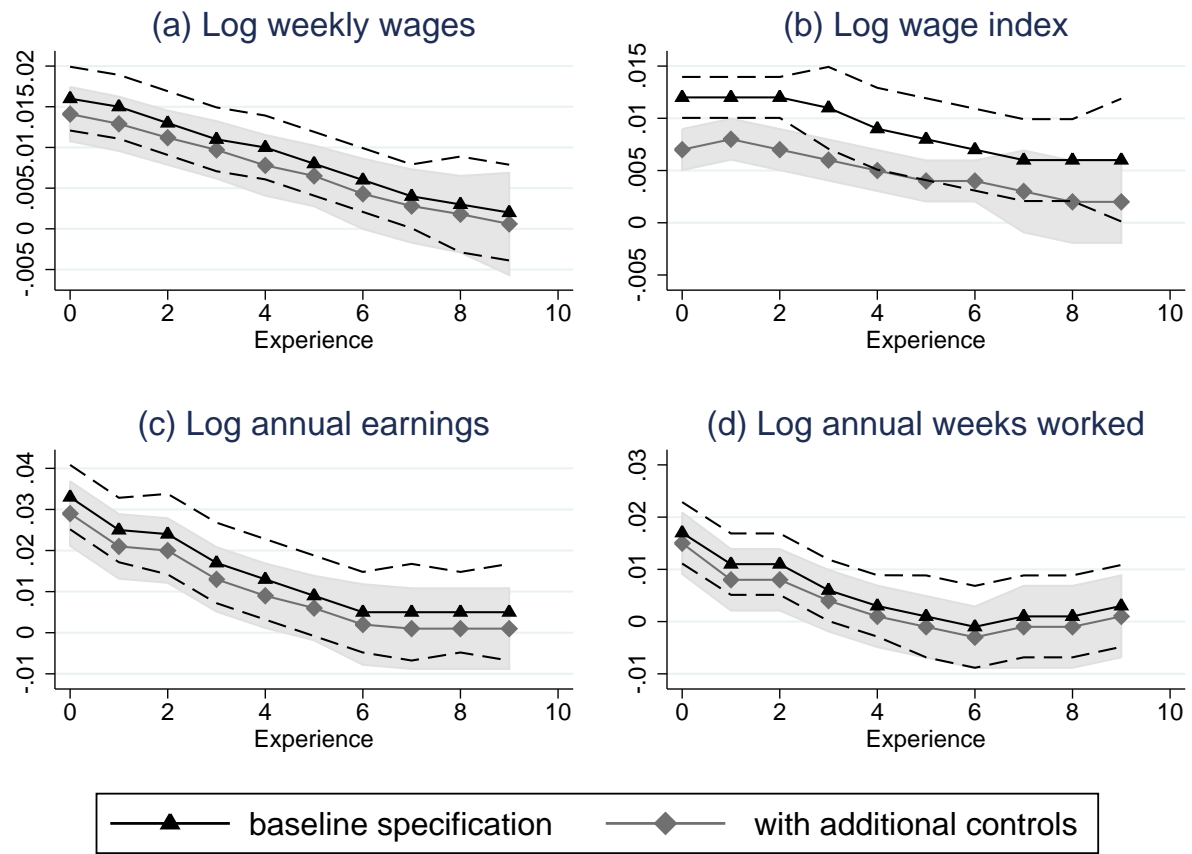 (a) Log weekly wages
.02
.015
.01
.005
0
-.005
0 2 4 6 8 10
Experience
(b) Log wage index
.015
.01
.005
0
-.005
0 2 4 6 8 10
Experience
(c) Log annual earnings
.04
.03
.02
.01
0
-.01
0 2 4 6 8 10
Experience
(d) Log annual weeks worked
.03
.02
.01
0
-.01
0 2 4 6 8 10
Experience
baseline specification with additional controls